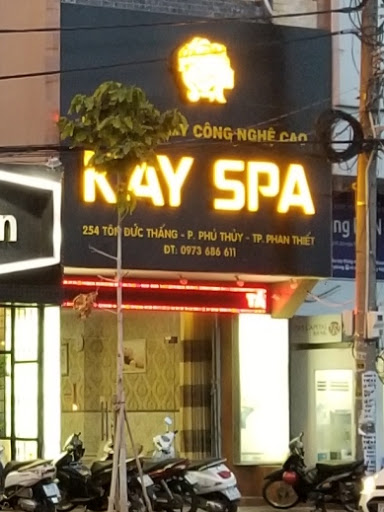 CÔNG NGHỆ CAO
KAY SPA
254 TÔN ĐỨC THẮNG - P. PHÚ THỦY - TP. PHAN THIẾT
ĐT: 0973 686 611